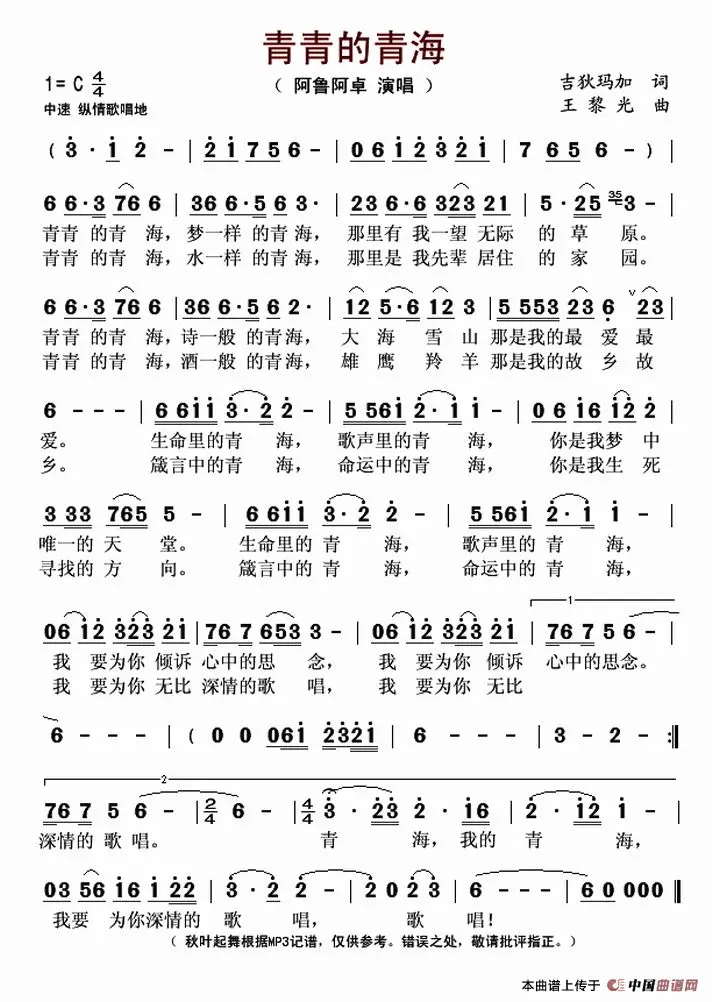 青青的青海
1= C 4/4
（ 阿鲁阿卓 演唱 ）
吉狄玛加 词
中速 纵情歌唱地
王黎光 曲
( 3 · 1 2 - | 2 1 7 5 6 - | 0 6 1 2 3 2 1 | 7 6 5 6 - ) |
6 6 · 3 7 6 6 | 3 6 6 · 5 6 3 · | 2 3 6 · 6 3 2 3 2 1 | 5 · 2 5 3 5 3 - |
青青 的青 海，梦一样 的青海， 那里有 我一望 无际 的 草 原。
青青 的青 海，水一样 的青海， 那里是 我先辈 居住 的 家 园。
6 6 · 3 7 6 6 | 3 6 6 · 5 6 2 · | 1 2 5 · 6 1 2 3 | 5 5 5 5 3 2 3 6 v 2 3 |
青青 的青 海，诗一般 的青海， 大 海 雪 山 那是我的最 爱 最
青青 的青 海，酒一般 的青海， 雄 鹰 羚 羊 那是我的故 乡 故
6 - - - | 6 6 1 1 3 · 2 2 - | 5 5 6 1 2 · 1 1 - | 0 6 1 6 1 2 2 |
爱。 生命里的青 海， 歌声里的青 海， 你是我梦 中
乡。 箴言中的青 海， 命运中的青 海， 你是我生 死
3 3 3 7 6 5 5 - | 6 6 1 1 3 · 2 2 - | 5 5 6 1 2 · 1 1 - |
唯一的 天 堂。 生命里的 青 海， 歌声里的 青 海，
寻找的 方 向。 箴言中的 青 海， 命运中的 青 海，
0 6 1 2 3 2 3 2 1 | 7 6 7 6 5 3 3 - | 0 6 1 2 3 2 3 2 1 | 1 7 6 7 5 6 - |
我 要为你 倾诉 心中的思 念， 我 要为你 倾诉 心中的思念。
我 要为你 无比 深情的歌 唱， 我 要为你 无比
6 - - - | ( 0 0 0 6 1 2 3 2 1 | 6 - - - | 3 - 2 - :||
2
7 6 7 5 6 - | 2/4 6 - | 4/4 3 · 2 3 2 · 1 6 | 2 · 1 2 1 - |
深情的 歌 唱。 青 海，我的 青 海，
0 3 5 6 1 6 1 2 2 | 3 · 2 2 - | 2 0 2 0 | 6 - - - | 6 0 0 0 0 ||
我要 为你深情的 歌 唱， 歌 唱！
（ 秋叶起舞根据MP3记谱，仅供参考。错误之处，敬请批评指正。）
本曲谱上传于 中国曲谱网